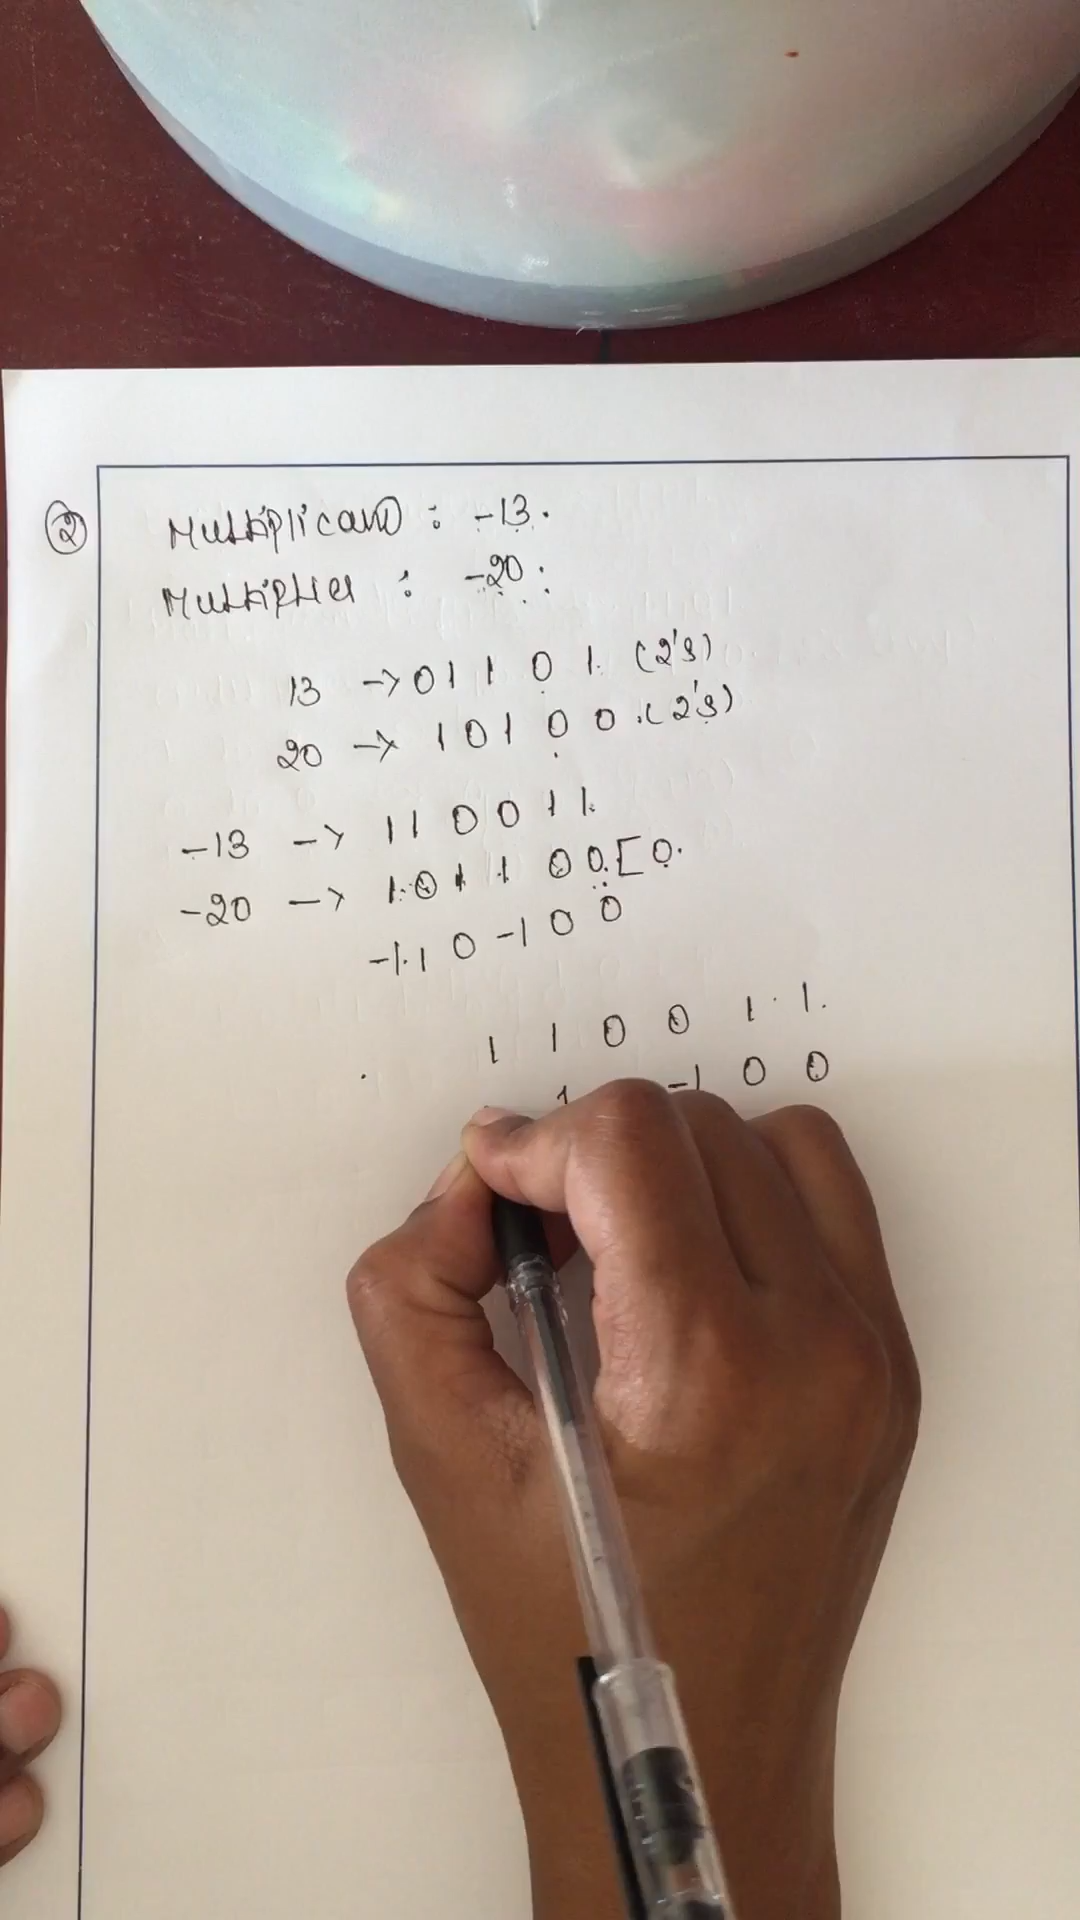 ②
Multiplicand : -13.
Multiplier : -20.
13 -> 0 1 1 0 1. (2's)
20 -> 1 0 1 0 0 .(2's)
-13 -> 1 1 0 0 1 1.
-20 -> 1 0 1 1 0 0.[0.
-1 1 0 -1 0 0
1 1 0 0 1 1.
1 -1 0 0